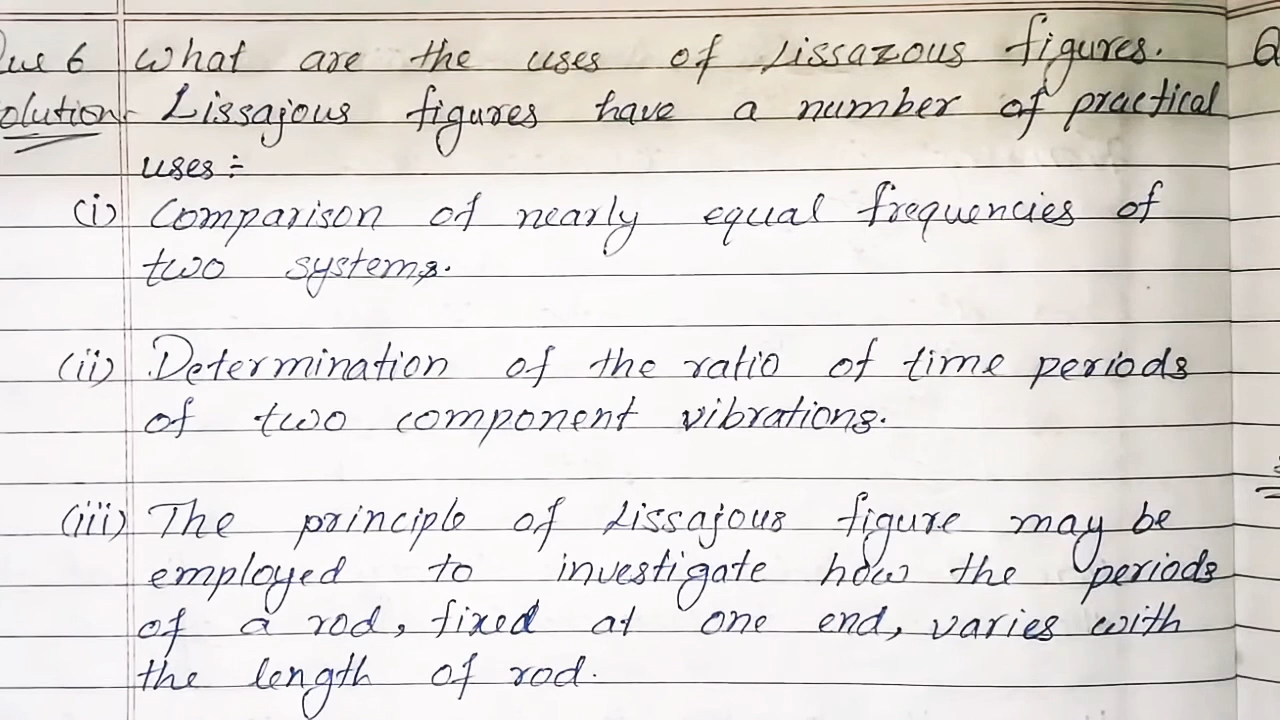 Que 6 What are the uses of Lissazous figures.
olution- Lissajous figures have a number of practical
uses :-
(i) Comparison of nearly equal frequencies of
two systems.
(ii) Determination of the ratio of time periods
of two component vibrations.
(iii) The principle of Lissajous figure may be
employed to investigate how the periods
of a rod, fixed at one end, varies with
the length of rod.